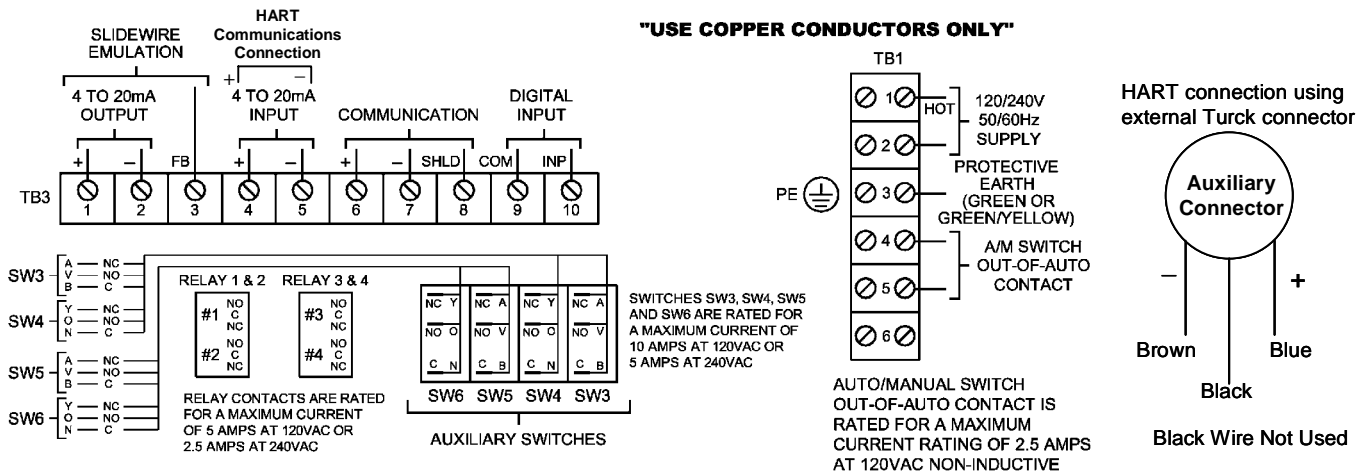 SLIDEWIRE
EMULATION
HART
Communications
Connection
+ −
4 TO 20mA
OUTPUT
4 TO 20mA
INPUT
COMMUNICATION
DIGITAL
INPUT
+ − FB + − + − SHLD COM INP
TB3
1 2 3 4 5 6 7 8 9 10
SW3
A NC
V NO
B C
SW4
Y NC
O NO
N C
SW5
A NC
V NO
B C
SW6
Y NC
O NO
N C
RELAY 1 & 2
#1
NO
C
NC
#2
NO
C
NC
RELAY 3 & 4
#3
NO
C
NC
#4
NO
C
NC
RELAY CONTACTS ARE RATED
FOR A MAXIMUM CURRENT
OF 5 AMPS AT 120VAC OR
2.5 AMPS AT 240VAC
NC Y NC A NC Y NC A
NO O NO V NO O NO V
C N C B C N C B
SW6 SW5 SW4 SW3
AUXILIARY SWITCHES
SWITCHES SW3, SW4, SW5
AND SW6 ARE RATED FOR
A MAXIMUM CURRENT OF
10 AMPS AT 120VAC OR
5 AMPS AT 240VAC
"USE COPPER CONDUCTORS ONLY"
TB1
1
HOT
2
120/240V
50/60Hz
SUPPLY
PE
3
PROTECTIVE
EARTH
(GREEN OR
GREEN/YELLOW)
4
5
A/M SWITCH
OUT-OF-AUTO
CONTACT
6
AUTO/MANUAL SWITCH
OUT-OF-AUTO CONTACT IS
RATED FOR A MAXIMUM
CURRENT RATING OF 2.5 AMPS
AT 120VAC NON-INDUCTIVE
HART connection using
external Turck connector
Auxiliary
Connector
− +
Brown Blue
Black
Black Wire Not Used